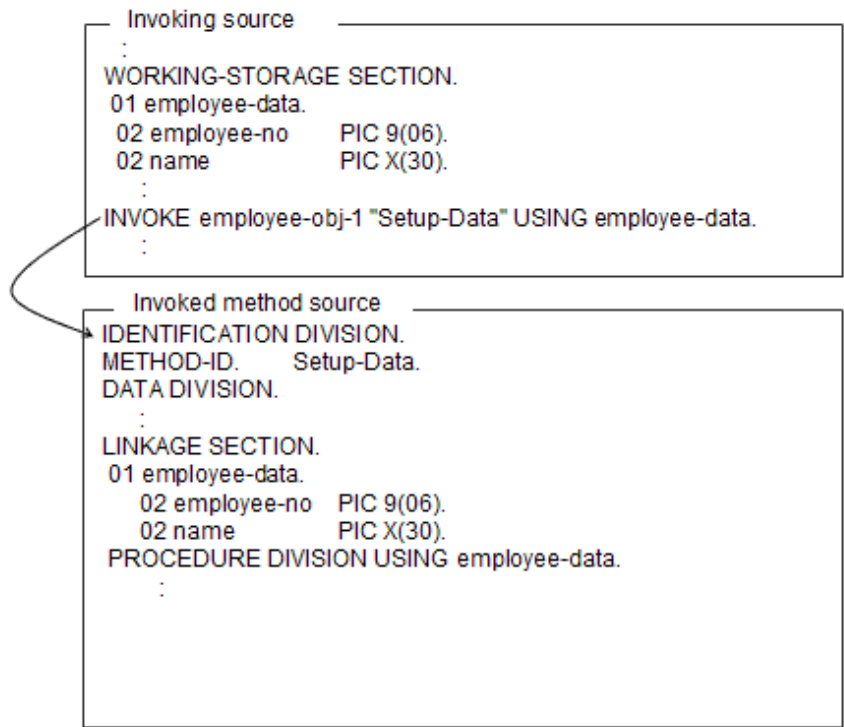 Invoking source
:
WORKING-STORAGE SECTION.
01 employee-data.
02 employee-no PIC 9(06).
02 name PIC X(30).
:
INVOKE employee-obj-1 "Setup-Data" USING employee-data.
:
Invoked method source
IDENTIFICATION DIVISION.
METHOD-ID. Setup-Data.
DATA DIVISION.
:
LINKAGE SECTION.
01 employee-data.
02 employee-no PIC 9(06).
02 name PIC X(30).
PROCEDURE DIVISION USING employee-data.
: